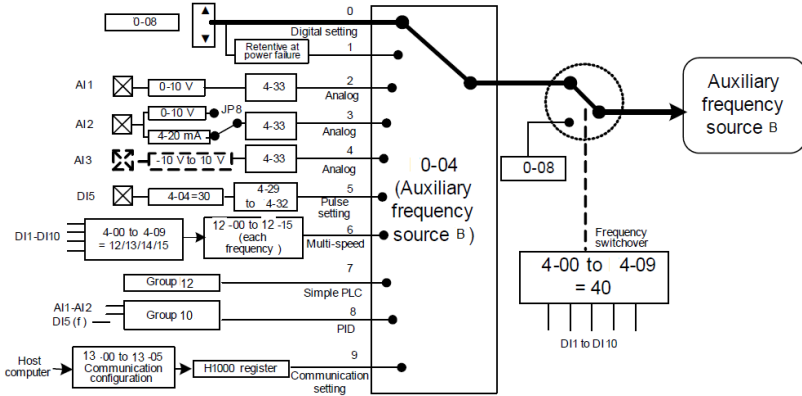 0-08
0
Digital setting
Retentive at
power failure
1
AI1
0-10 V
4-33
2
Analog
AI2
0-10 V
JP8
4-20 mA
4-33
3
Analog
AI3
-10 V to 10 V
4-33
4
Analog
DI5
4-04=30
4-29
to 4-32
5
Pulse
setting
DI1-DI10
4-00 to 4-09
= 12/13/14/15
12 -00 to 12 -15
(each
frequency )
6
Multi-speed
Group 12
7
Simple PLC
AI1-AI2
DI5 (f )
Group 10
8
PID
Host
computer
13 -00 to 13 -05
Communication
configuration
H1000 register
9
Communication
setting
0-04
(Auxiliary
frequency
source B )
0-08
Auxiliary
frequency
source B
Frequency
switchover
4-00 to 4-09
= 40
DI1 to DI10